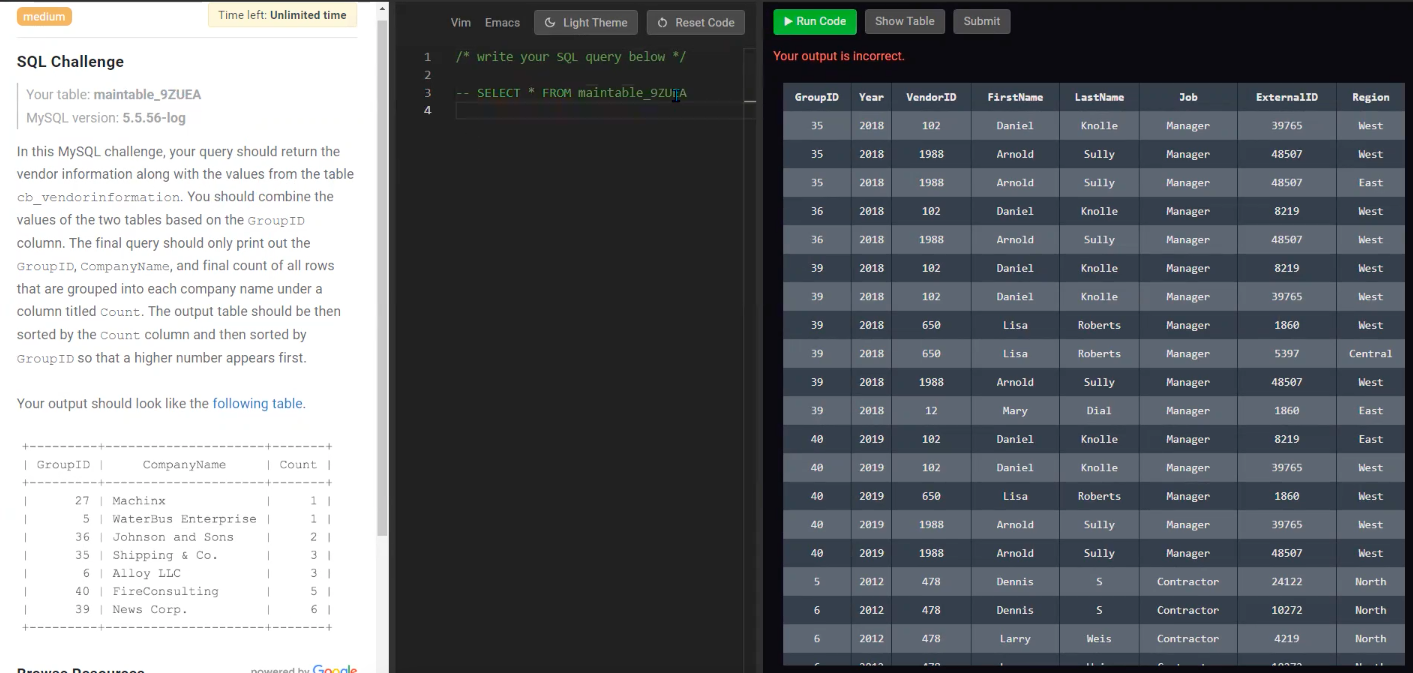 medium
Time left: Unlimited time
SQL Challenge
Your table: maintable_9ZUEA
MySQL version: 5.5.56-log
In this MySQL challenge, your query should return the
vendor information along with the values from the table
cb_vendorinformation. You should combine the
values of the two tables based on the GroupID
column. The final query should only print out the
GroupID, CompanyName, and final count of all rows
that are grouped into each company name under a
column titled Count. The output table should be then
sorted by the Count column and then sorted by
GroupID so that a higher number appears first.
Your output should look like the following table.
+---------+--------------------+-------+
| GroupID | CompanyName | Count |
+---------+--------------------+-------+
| 27 | Machinx | 1 |
| 5 | WaterBus Enterprise | 1 |
| 36 | Johnson and Sons | 2 |
| 35 | Shipping & Co. | 3 |
| 6 | Alloy LLC | 3 |
| 40 | FireConsulting | 5 |
| 39 | News Corp. | 6 |
+---------+--------------------+-------+
Browse Resources powered by Google
Vim Emacs Light Theme Reset Code
1 /* write your SQL query below */
2
3 -- SELECT * FROM maintable_9ZUEA
4
Run Code Show Table Submit
Your output is incorrect.
GroupID Year VendorID FirstName LastName Job ExternalID Region
35 2018 102 Daniel Knolle Manager 39765 West
35 2018 1988 Arnold Sully Manager 48507 West
35 2018 1988 Arnold Sully Manager 48507 East
36 2018 102 Daniel Knolle Manager 8219 West
36 2018 1988 Arnold Sully Manager 48507 West
39 2018 102 Daniel Knolle Manager 8219 West
39 2018 102 Daniel Knolle Manager 39765 West
39 2018 650 Lisa Roberts Manager 1860 West
39 2018 650 Lisa Roberts Manager 5397 Central
39 2018 1988 Arnold Sully Manager 48507 West
39 2018 12 Mary Dial Manager 1860 East
40 2019 102 Daniel Knolle Manager 8219 East
40 2019 102 Daniel Knolle Manager 39765 West
40 2019 650 Lisa Roberts Manager 1860 West
40 2019 1988 Arnold Sully Manager 39765 West
40 2019 1988 Arnold Sully Manager 48507 West
5 2012 478 Dennis S Contractor 24122 North
6 2012 478 Dennis S Contractor 10272 North
6 2012 478 Larry Weis Contractor 4219 North